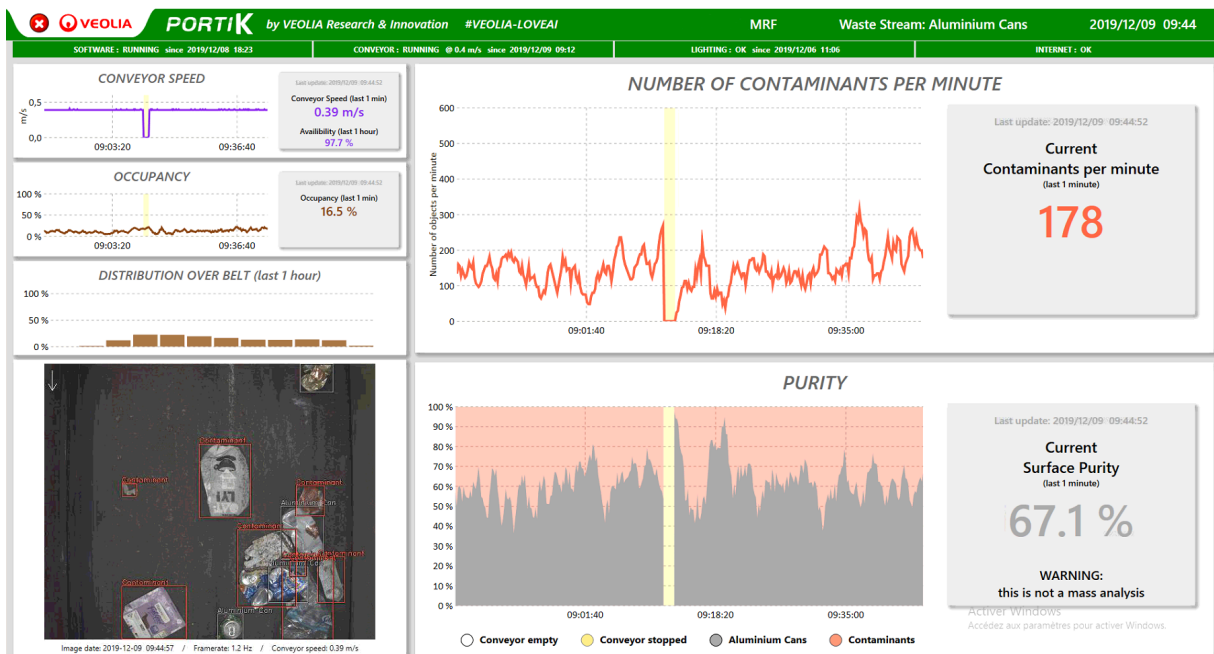 VEOLIA PORTIK by VEOLIA Research & Innovation #VEOLIA-LOVEAI MRF Waste Stream: Aluminium Cans 2019/12/09 09:44
SOFTWARE : RUNNING since 2019/12/08 18:23 CONVEYOR : RUNNING @ 0.4 m/s since 2019/12/09 09:12 LIGHTING : OK since 2019/12/06 11:06 INTERNET : OK
CONVEYOR SPEED
m/s
0,5
0,0
09:03:20 09:36:40
Last update: 2019/12/09 09:44:52
Conveyor Speed (last 1 min)
0.39 m/s
Availibility (last 1 hour)
97.7 %
OCCUPANCY
100 %
50 %
0 %
09:03:20 09:36:40
Last update: 2019/12/09 09:44:52
Occupancy (last 1 min)
16.5 %
DISTRIBUTION OVER BELT (last 1 hour)
100 %
50 %
0 %
Contaminant
Contaminent
Contaminant
Aluminium Can
Contaminan
Contaminant
Aluminium Ca
Contaminant
Aluminium Can
Image date: 2019-12-09 09:44:57 / Framerate: 1.2 Hz / Conveyor speed: 0.39 m/s
NUMBER OF CONTAMINANTS PER MINUTE
Number of objects per minute
600
500
400
300
200
100
0
09:01:40 09:18:20 09:35:00
Last update: 2019/12/09 09:44:52
Current
Contaminants per minute
(last 1 minute)
178
PURITY
100 %
90 %
80 %
70 %
60 %
50 %
40 %
30 %
20 %
10 %
0 %
09:01:40 09:18:20 09:35:00
Conveyor empty Conveyor stopped Aluminium Cans Contaminants
Last update: 2019/12/09 09:44:52
Current
Surface Purity
(last 1 minute)
67.1 %
WARNING:
this is not a mass analysis
Activer Windows
Accédez aux paramètres pour activer Windows.